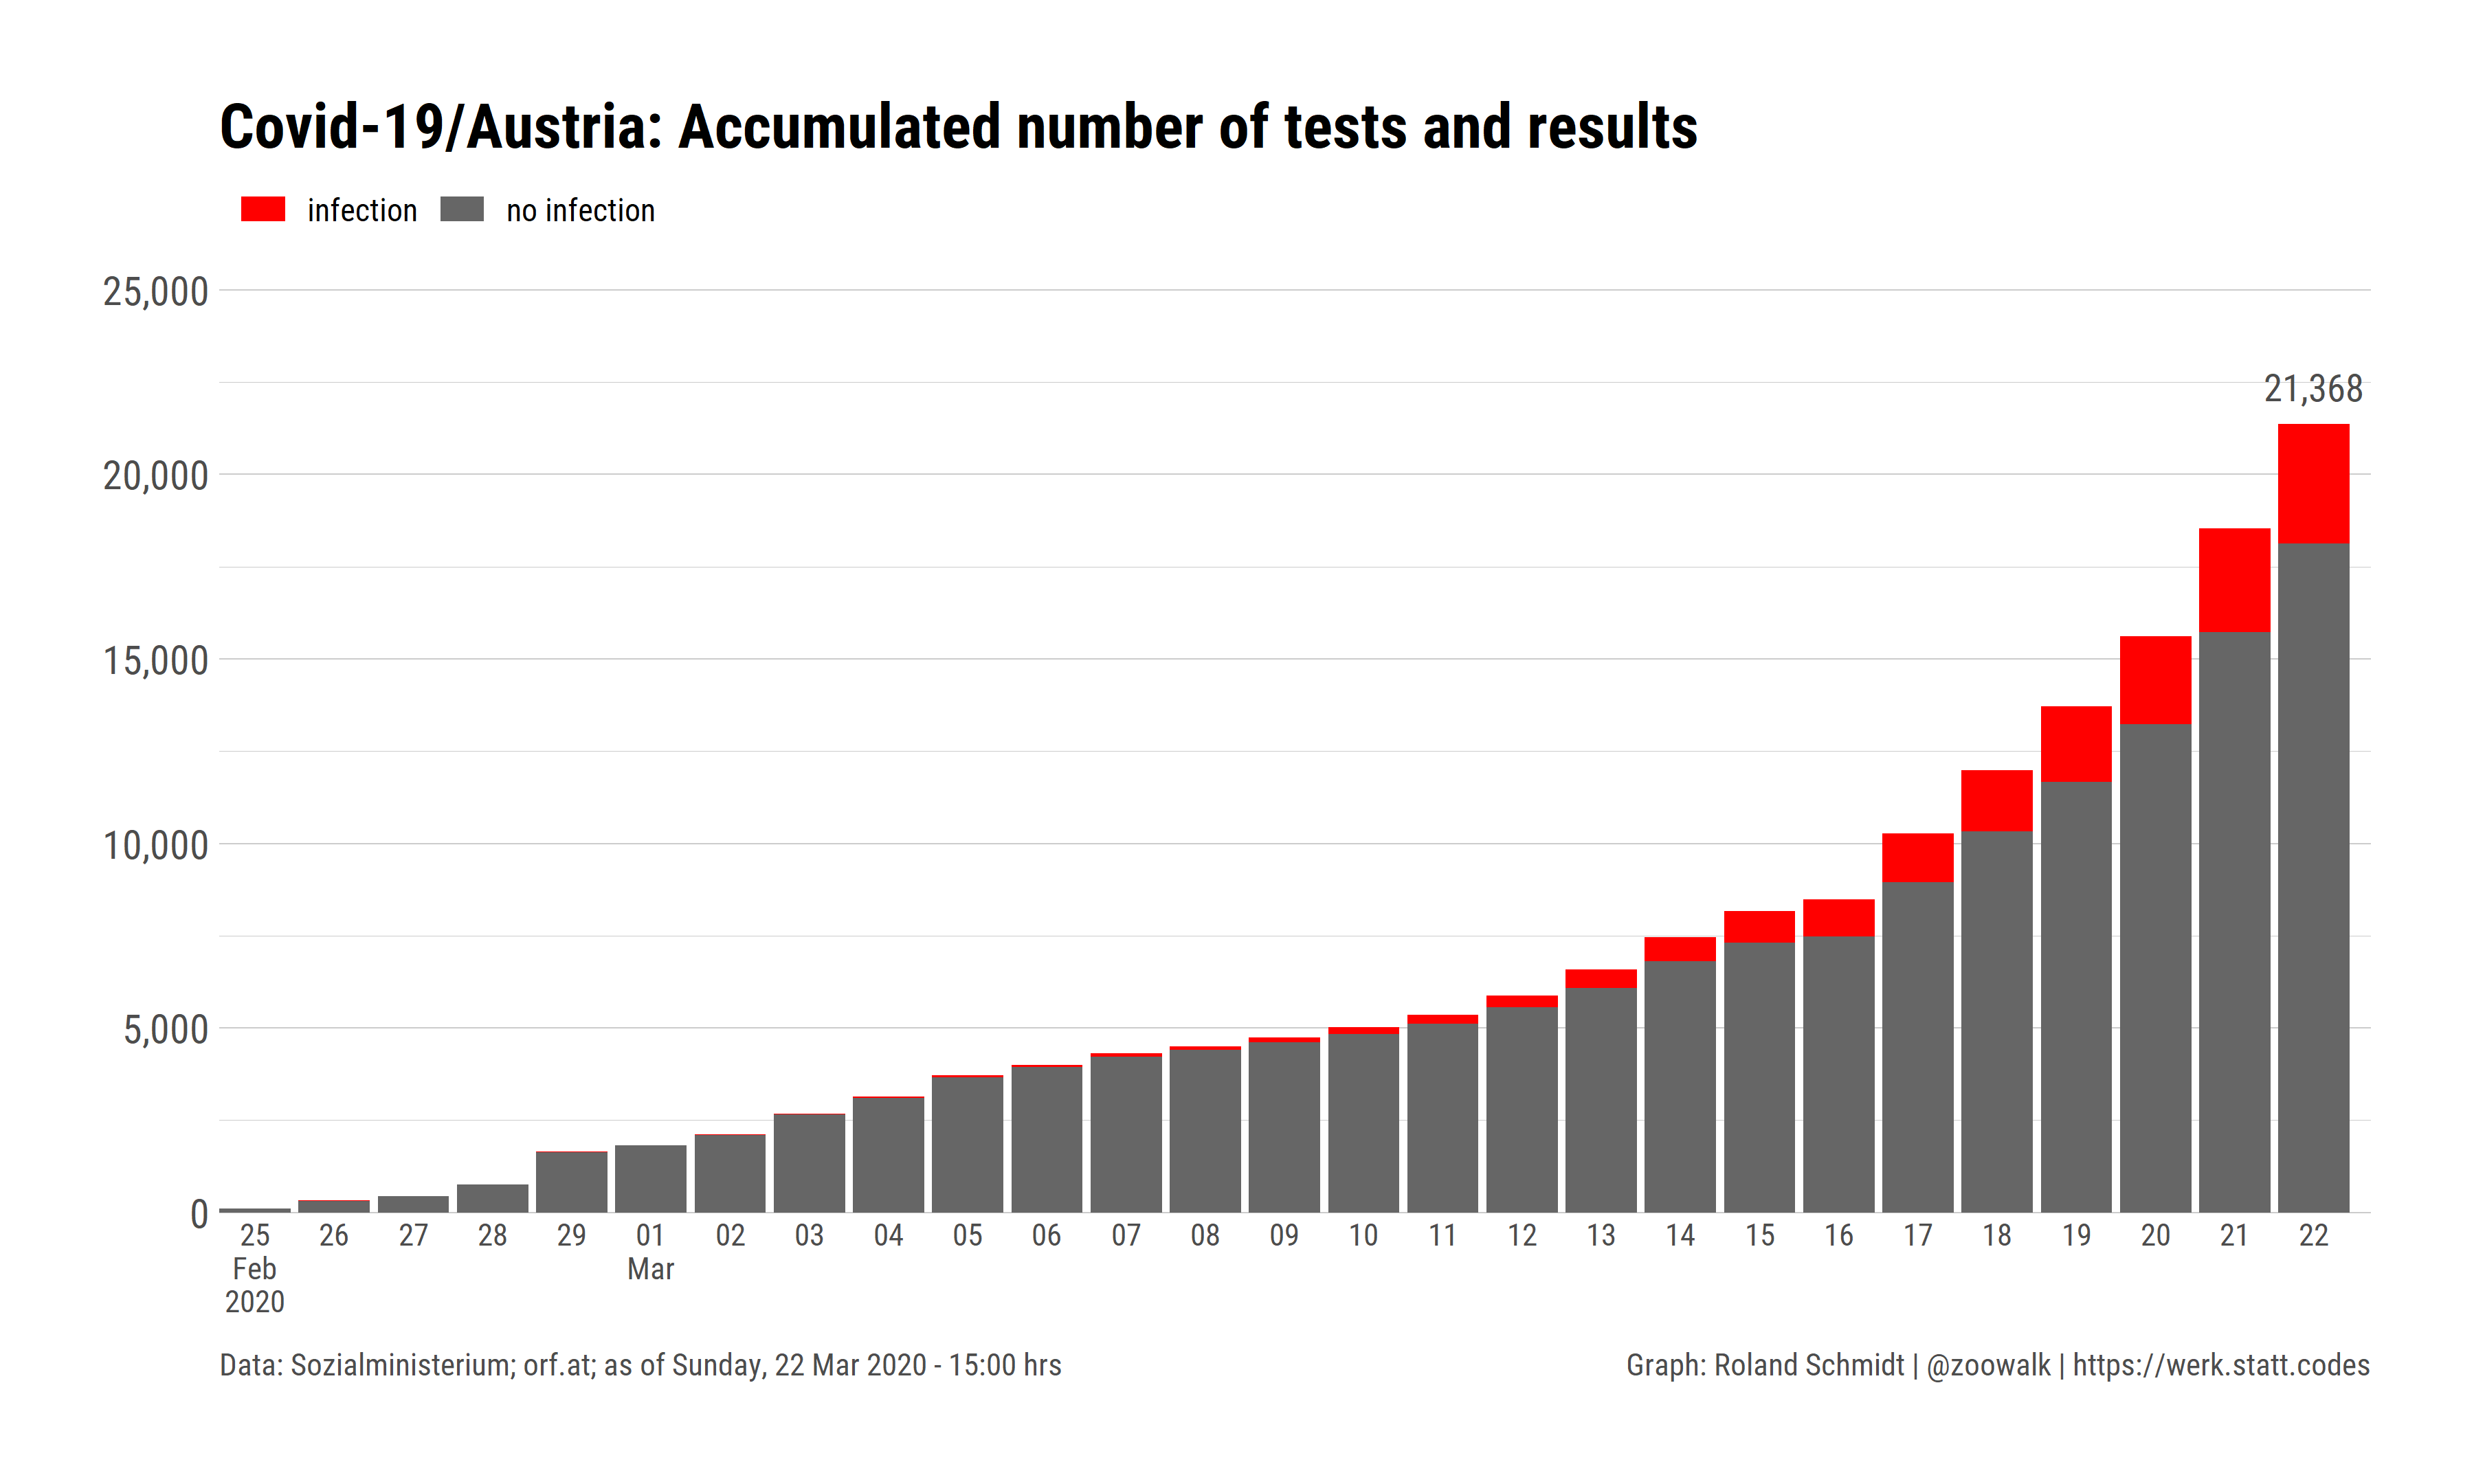 Covid-19/Austria: Accumulated number of tests and results
infection no infection
25,000
21,368
20,000
15,000
10,000
5,000
0
25 26 27 28 29 01 02 03 04 05 06 07 08 09 10 11 12 13 14 15 16 17 18 19 20 21 22
Feb Mar
2020
Data: Sozialministerium; orf.at; as of Sunday, 22 Mar 2020 - 15:00 hrs
Graph: Roland Schmidt | @zoowalk | https://werk.statt.codes